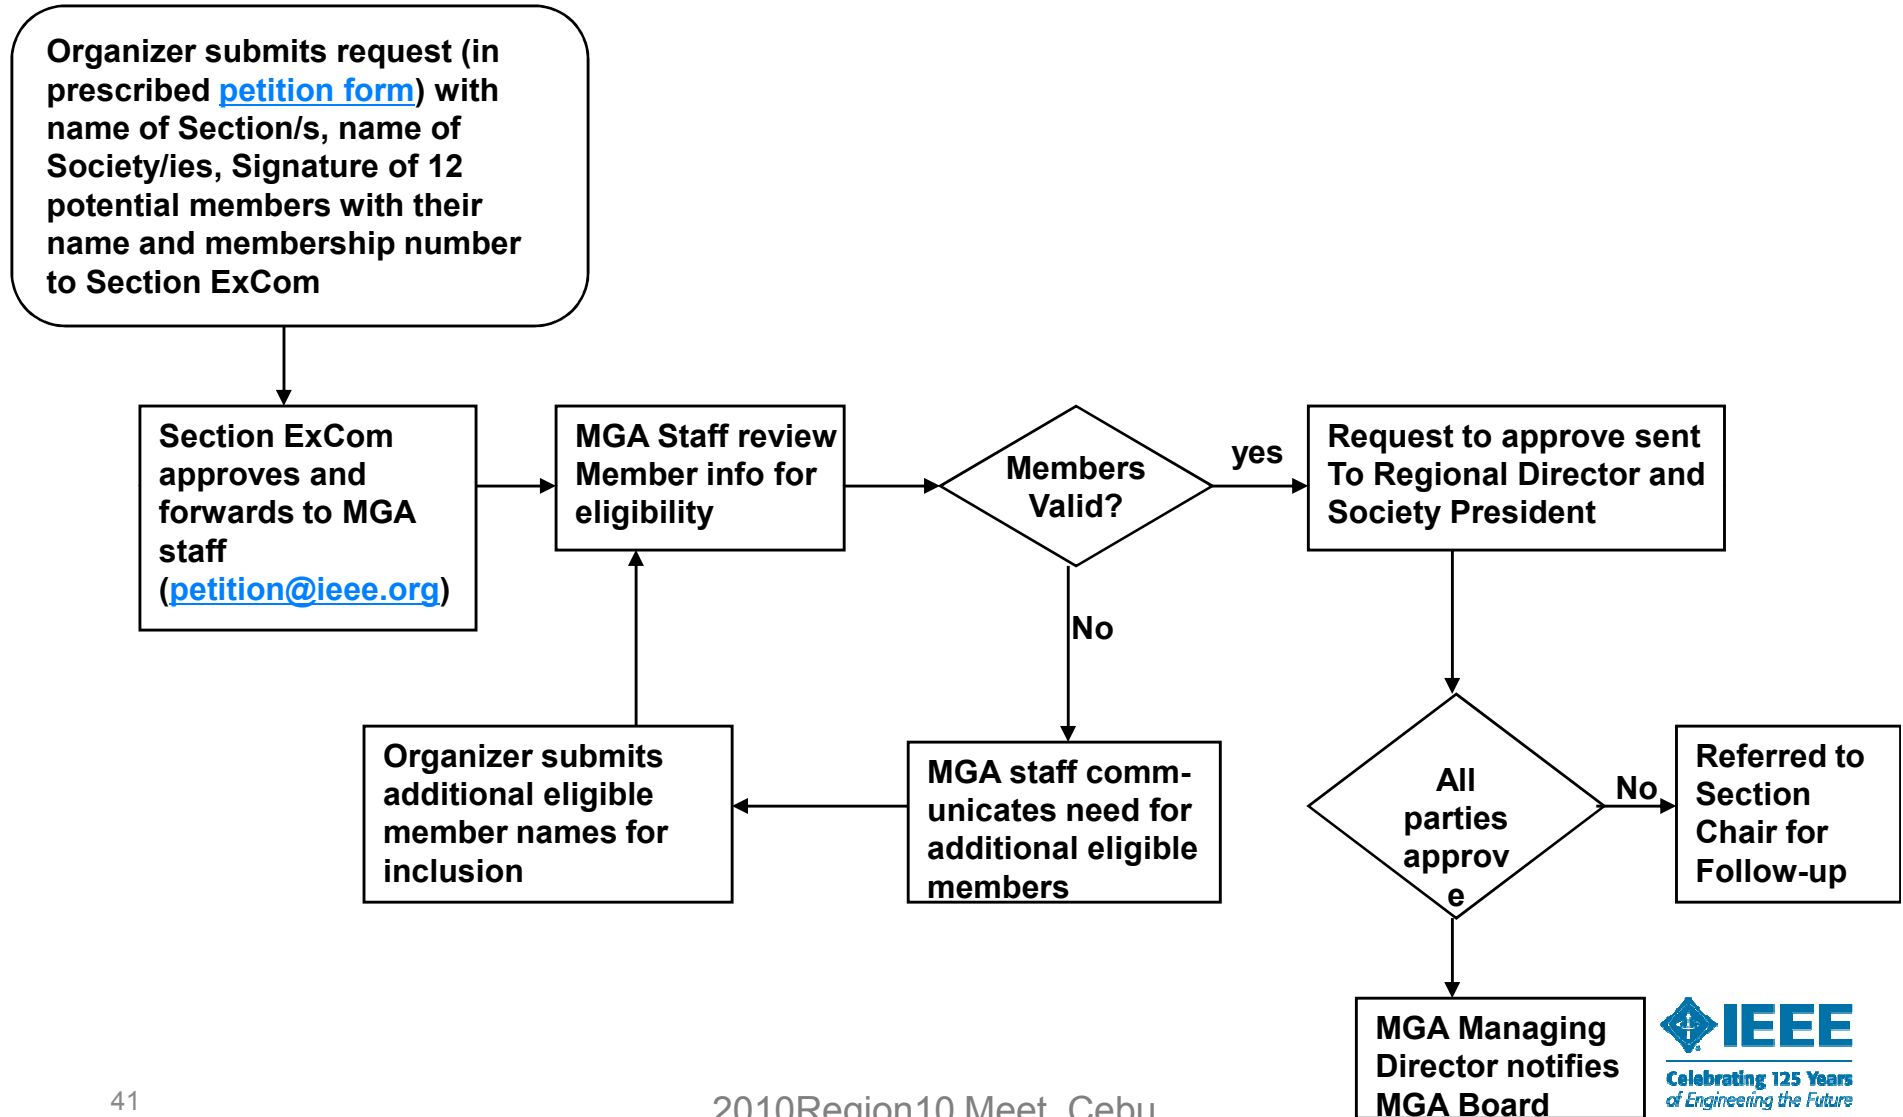 Organizer submits request (in
prescribed petition form) with
name of Section/s, name of
Society/ies, Signature of 12
potential members with their
name and membership number
to Section ExCom
Section ExCom
approves and
forwards to MGA
staff
(petition@ieee.org)
MGA Staff review
Member info for
eligibility
Members
Valid?
yes
Request to approve sent
To Regional Director and
Society President
No
Organizer submits
additional eligible
member names for
inclusion
MGA staff comm-
unicates need for
additional eligible
members
All
parties
approv
e
No
Referred to
Section
Chair for
Follow-up
MGA Managing
Director notifies
MGA Board
IEEE
Celebrating 125 Years
of Engineering the Future
41
2010Region10 Meet, Cebu